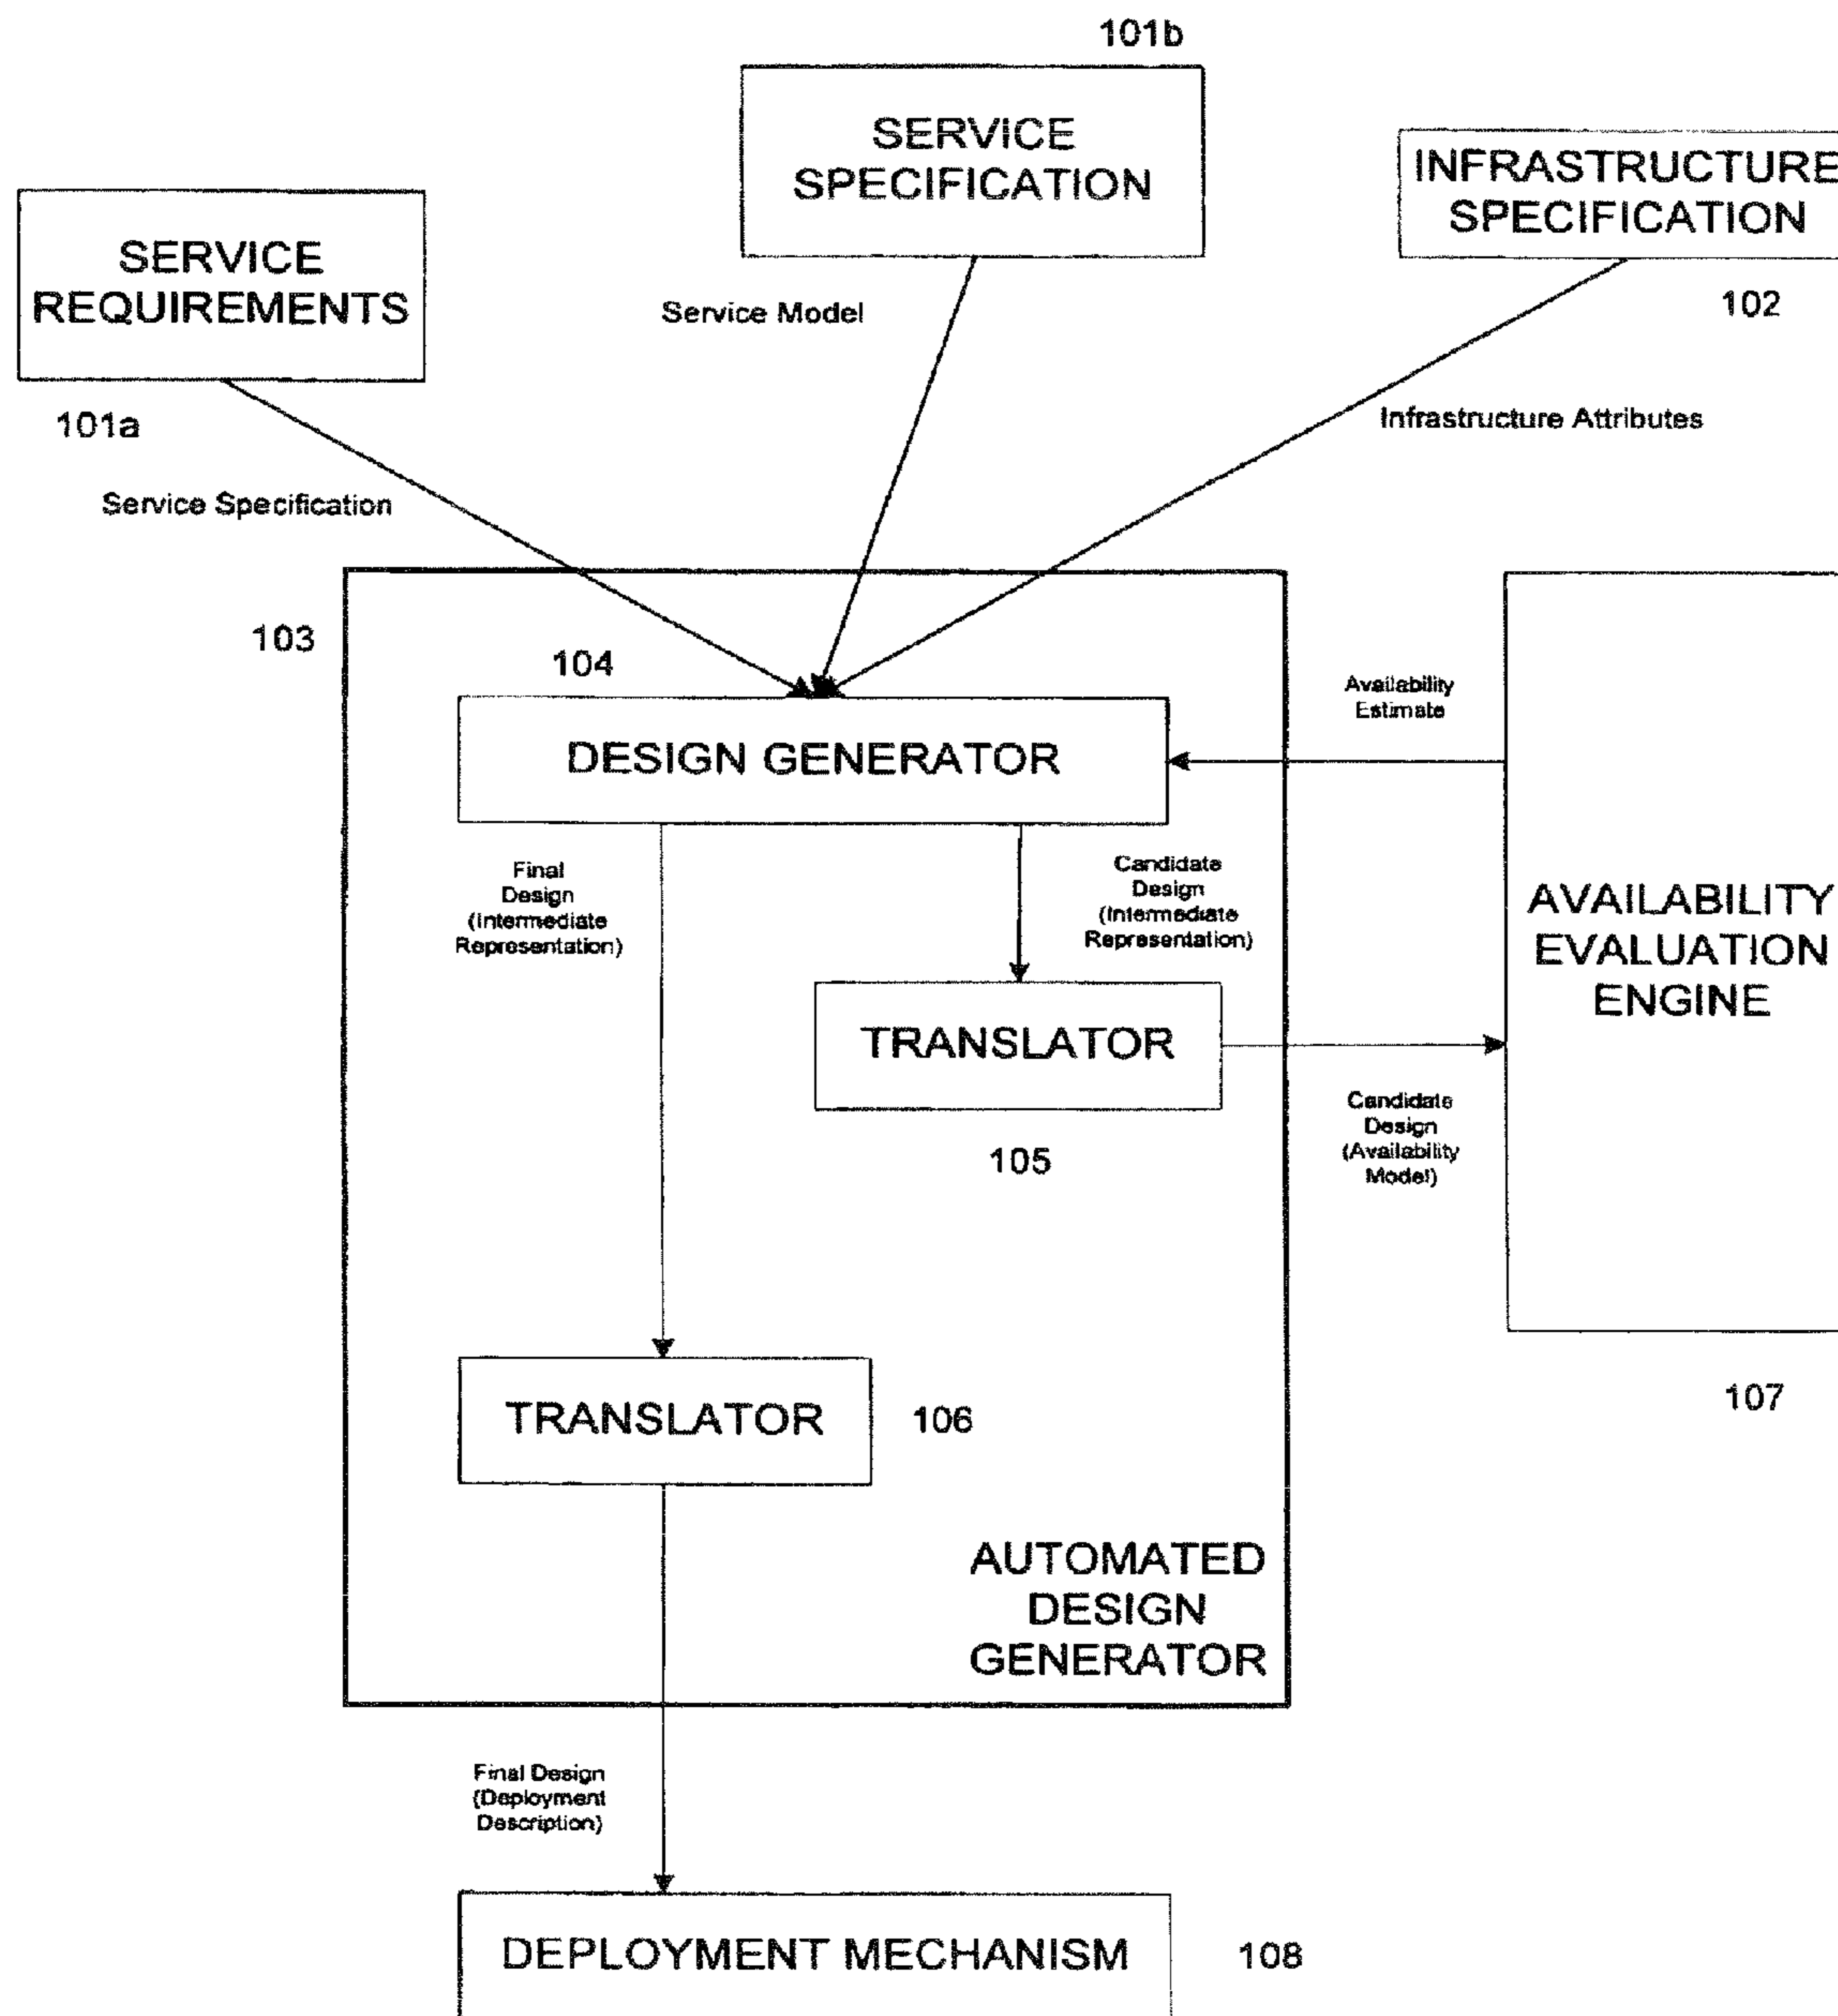 101b
SERVICE
SPECIFICATION
INFRASTRUCTURE
SPECIFICATION
102
SERVICE
REQUIREMENTS
101a
Service Model
Infrastructure Attributes
Service Specification
103
104
DESIGN GENERATOR
Availability
Estimate
Final
Design
(Intermediate
Representation)
Candidate
Design
(Intermediate
Representation)
AVAILABILITY
EVALUATION
ENGINE
TRANSLATOR
105
Candidate
Design
(Availability
Model)
107
TRANSLATOR
106
AUTOMATED
DESIGN
GENERATOR
Final Design
(Deployment
Description)
DEPLOYMENT MECHANISM
108